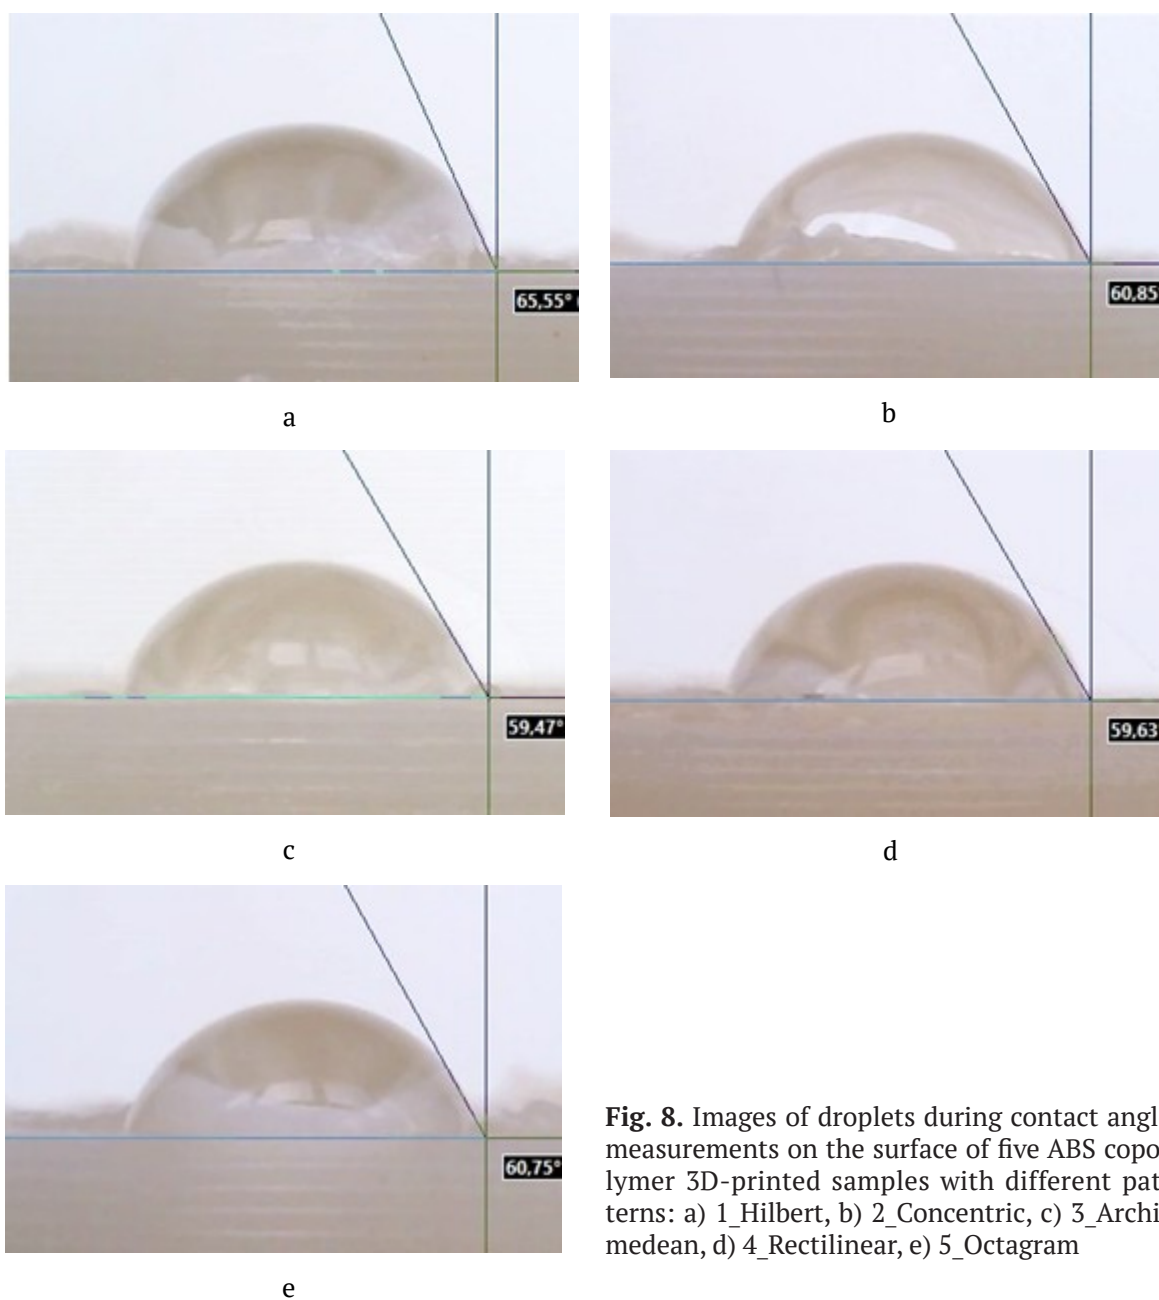 65,55°
60,85
a
b
59,47°
59,63
c
d
60,75°
Fig. 8. Images of droplets during contact angl
measurements on the surface of five ABS copo
lymer 3D-printed samples with different pat
terns: a) 1_Hilbert, b) 2_Concentric, c) 3_Archi
medean, d) 4_Rectilinear, e) 5_Octagram
e